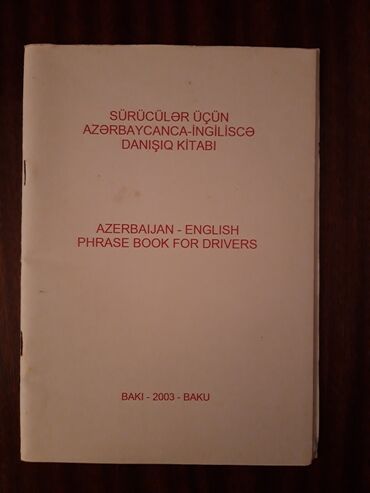 SÜRÜCÜLƏR ÜÇÜN
AZƏRBAYCANCA-İNGİLİSCƏ
DANIŞIQ KİTABI
AZERBAIJAN - ENGLISH
PHRASE BOOK FOR DRIVERS
BAKI - 2003 - BAKU